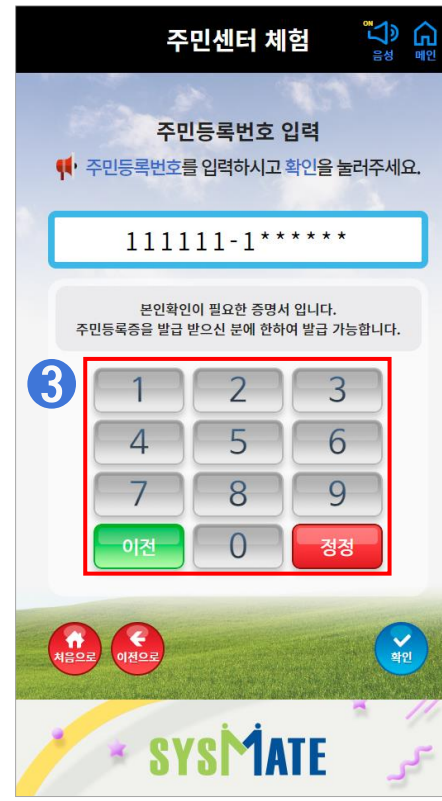 주민센터 체험
ON
음성
메인
주민등록번호 입력
주민등록번호를 입력하시고 확인을 눌러주세요.
111111-1******
본인확인이 필요한 증명서 입니다.
주민등록증을 발급 받으신 분에 한하여 발급 가능합니다.
3
1 2 3
4 5 6
7 8 9
이전 0 정정
처음으로
이전으로
확인
SYSMATE